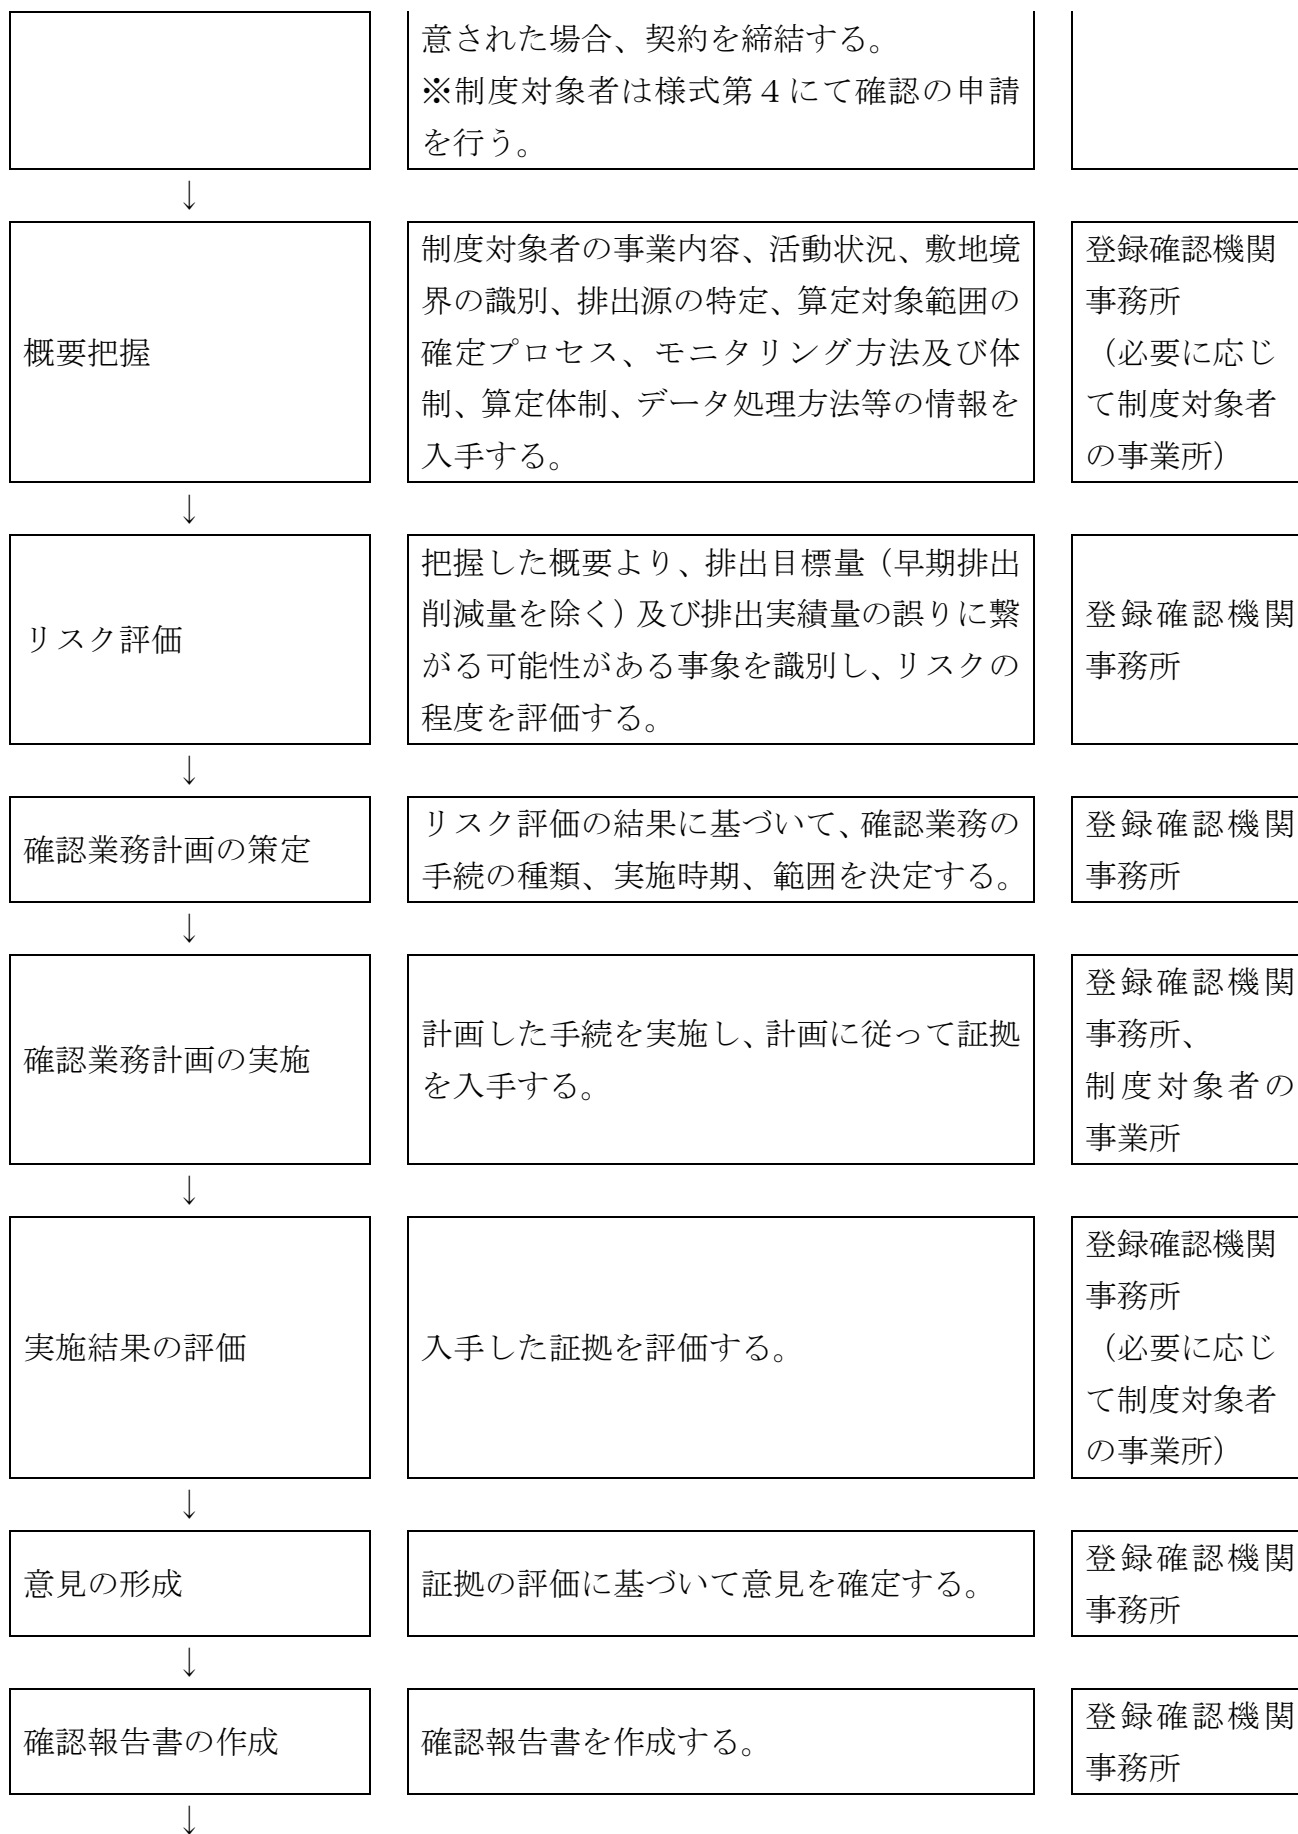 意された場合、契約を締結する。
※制度対象者は様式第４にて確認の申請
を行う。
↓
概要把握
制度対象者の事業内容、活動状況、敷地境
界の識別、排出源の特定、算定対象範囲の
確定プロセス、モニタリング方法及び体
制、算定体制、データ処理方法等の情報を
入手する。
登録確認機関
事務所
（必要に応じ
て制度対象者
の事業所）
↓
リスク評価
把握した概要より、排出目標量（早期排出
削減量を除く）及び排出実績量の誤りに繋
がる可能性がある事象を識別し、リスクの
程度を評価する。
登録確認機関
事務所
↓
確認業務計画の策定
リスク評価の結果に基づいて、確認業務の
手続の種類、実施時期、範囲を決定する。
登録確認機関
事務所
↓
確認業務計画の実施
計画した手続を実施し、計画に従って証拠
を入手する。
登録確認機関
事務所、
制度対象者の
事業所
↓
実施結果の評価
入手した証拠を評価する。
登録確認機関
事務所
（必要に応じ
て制度対象者
の事業所）
↓
意見の形成
証拠の評価に基づいて意見を確定する。
登録確認機関
事務所
↓
確認報告書の作成
確認報告書を作成する。
登録確認機関
事務所
↓